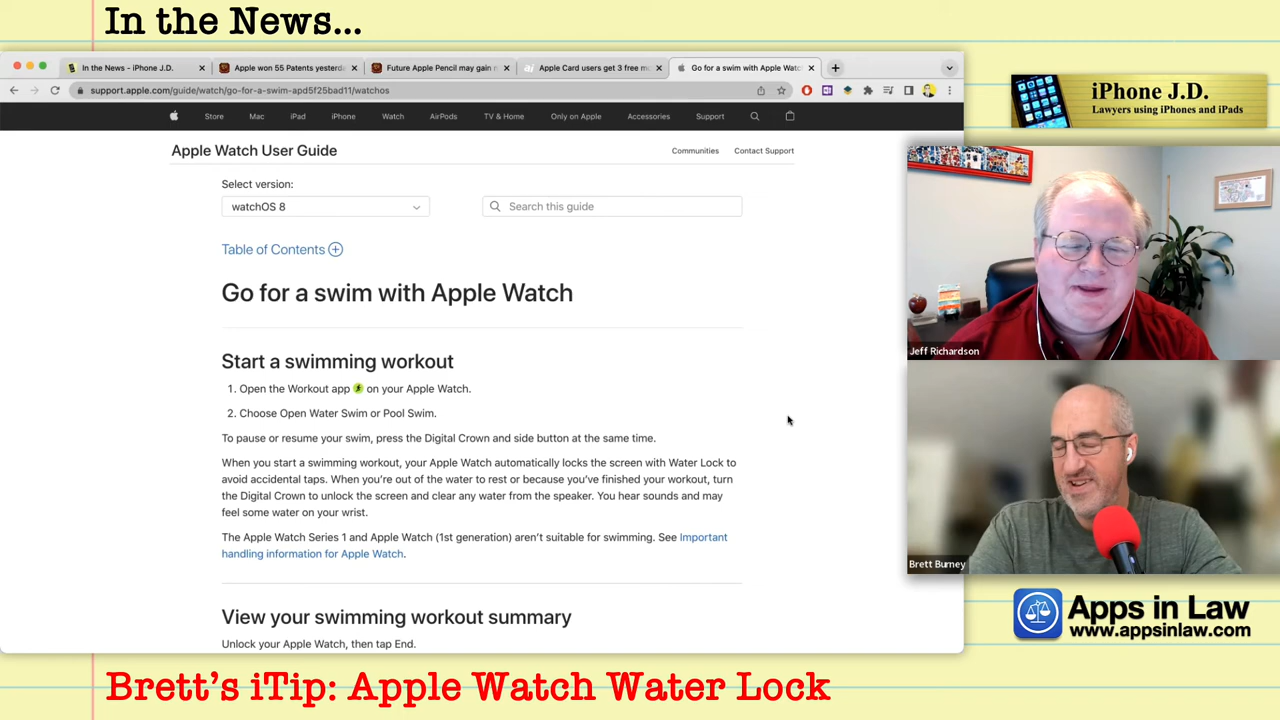 In the News...
In the News - iPhone J.D.
Apple won 55 Patents yesterd
Future Apple Pencil may gain n
Apple Card users get 3 free mo
Go for a swim with Apple Watc
support.apple.com/guide/watch/go-for-a-swim-apd5f25bad11/watchos
Store Mac iPad iPhone Watch AirPods TV & Home Only on Apple Accessories Support
Apple Watch User Guide
Communities Contact Support
Select version:
watchOS 8
Search this guide
Table of Contents
Go for a swim with Apple Watch
Start a swimming workout
1. Open the Workout app on your Apple Watch.
2. Choose Open Water Swim or Pool Swim.
To pause or resume your swim, press the Digital Crown and side button at the same time.
When you start a swimming workout, your Apple Watch automatically locks the screen with Water Lock to
avoid accidental taps. When you're out of the water to rest or because you've finished your workout, turn
the Digital Crown to unlock the screen and clear any water from the speaker. You hear sounds and may
feel some water on your wrist.
The Apple Watch Series 1 and Apple Watch (1st generation) aren't suitable for swimming. See Important
handling information for Apple Watch.
View your swimming workout summary
Unlock your Apple Watch, then tap End.
iPhone J.D.
Lawyers using iPhones and iPads
Jeff Richardson
Brett Burney
Apps in Law
www.appsinlaw.com
Brett's iTip: Apple Watch Water Lock